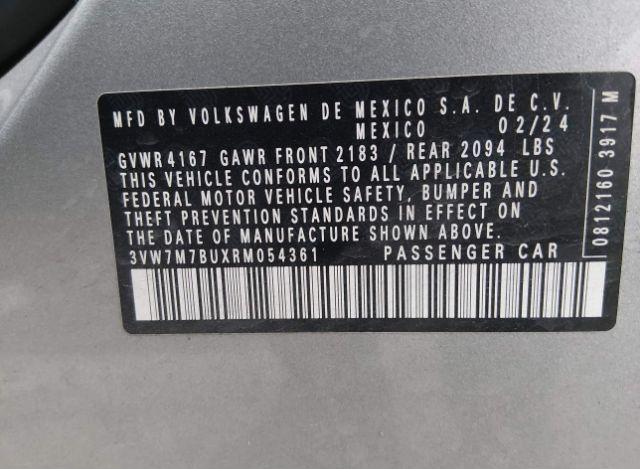 MFD BY VOLKSWAGEN DE MEXICO S.A. DE C.V.
MEXICO 02/24
GVWR 4167 GAWR FRONT 2183 / REAR 2094 LBS
THIS VEHICLE CONFORMS TO ALL APPLICABLE U.S.
FEDERAL MOTOR VEHICLE SAFETY, BUMPER AND
THEFT PREVENTION STANDARDS IN EFFECT ON
THE DATE OF MANUFACTURE SHOWN ABOVE.
3VW7M7BUXRM054361 PASSENGER CAR
0812160 3917 M